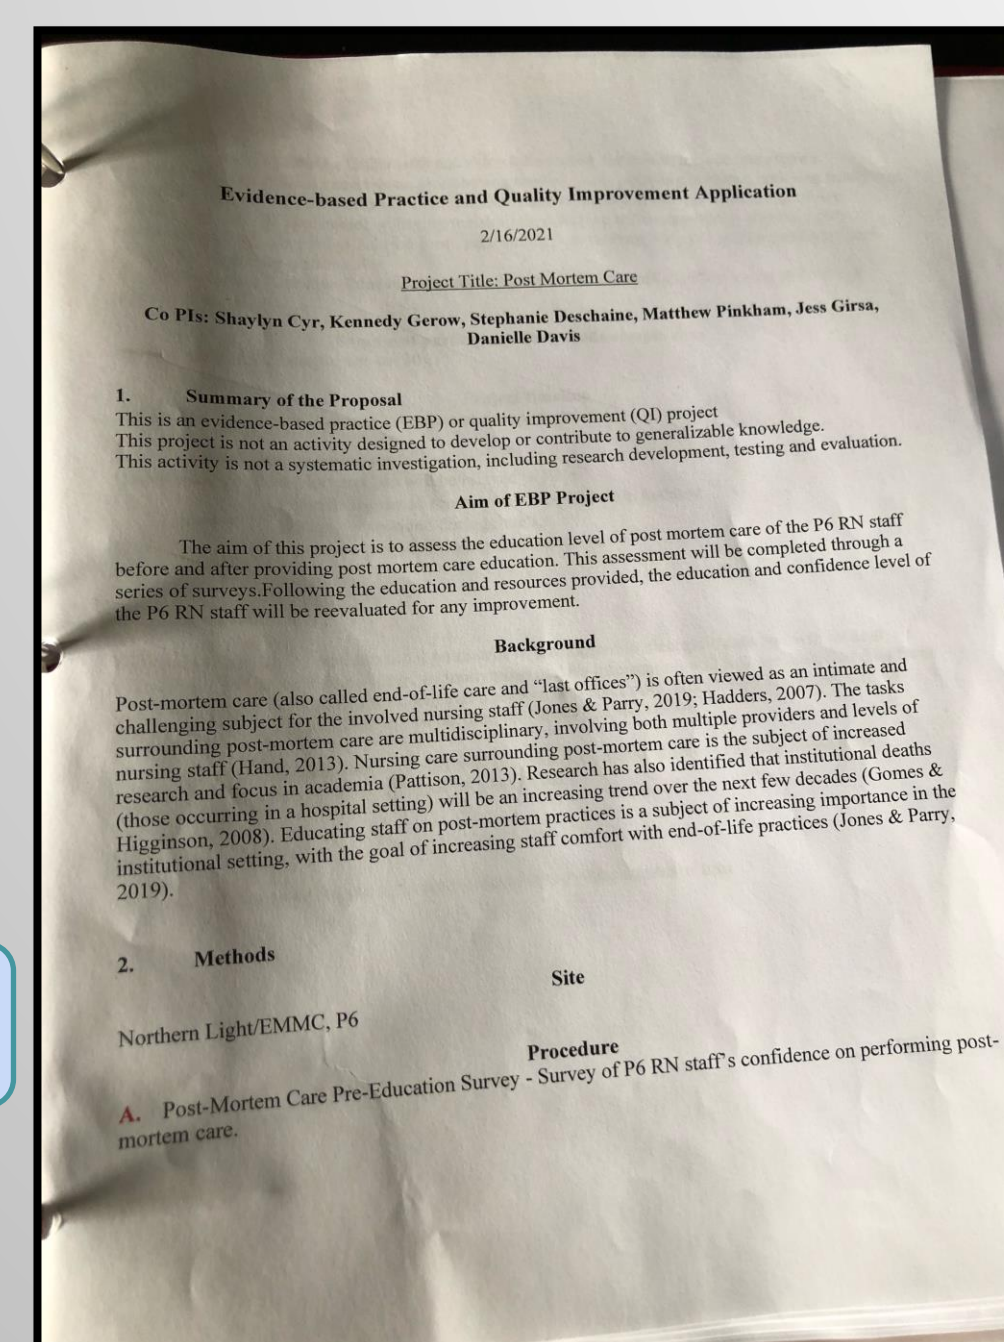 Evidence-based Practice and Quality Improvement Application
2/16/2021
Project Title: Post Mortem Care
Co PIs: Shaylyn Cyr, Kennedy Gerow, Stephanie Deschaine, Matthew Pinkham, Jess Girsa,
Danielle Davis
1. Summary of the Proposal
This is an evidence-based practice (EBP) or quality improvement (QI) project
This project is not an activity designed to develop or contribute to generalizable knowledge.
This activity is not a systematic investigation, including research development, testing and evaluation.
Aim of EBP Project
The aim of this project is to assess the education level of post mortem care of the P6 RN staff
before and after providing post mortem care education. This assessment will be completed through a
series of surveys.Following the education and resources provided, the education and confidence level of
the P6 RN staff will be reevaluated for any improvement.
Background
Post-mortem care (also called end-of-life care and “last offices”) is often viewed as an intimate and
challenging subject for the involved nursing staff (Jones & Parry, 2019; Hadders, 2007). The tasks
surrounding post-mortem care are multidisciplinary, involving both multiple providers and levels of
nursing staff (Hand, 2013). Nursing care surrounding post-mortem care is the subject of increased
research and focus in academia (Pattison, 2013). Research has also identified that institutional deaths
(those occurring in a hospital setting) will be an increasing trend over the next few decades (Gomes &
Higginson, 2008). Educating staff on post-mortem practices is a subject of increasing importance in the
institutional setting, with the goal of increasing staff comfort with end-of-life practices (Jones & Parry,
2019).
2. Methods
Site
Northern Light/EMMC, P6
Procedure
A. Post-Mortem Care Pre-Education Survey - Survey of P6 RN staff's confidence on performing post-
mortem care.